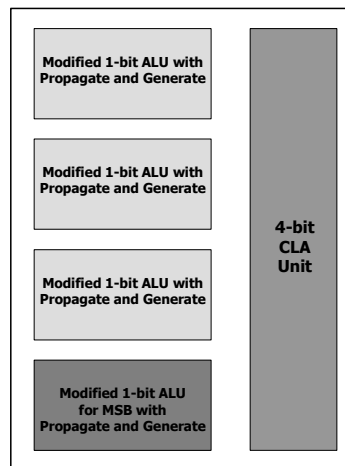 Modified 1-bit ALU with
Propagate and Generate
Modified 1-bit ALU with
Propagate and Generate
Modified 1-bit ALU with
Propagate and Generate
Modified 1-bit ALU
for MSB with
Propagate and Generate
4-bit
CLA
Unit